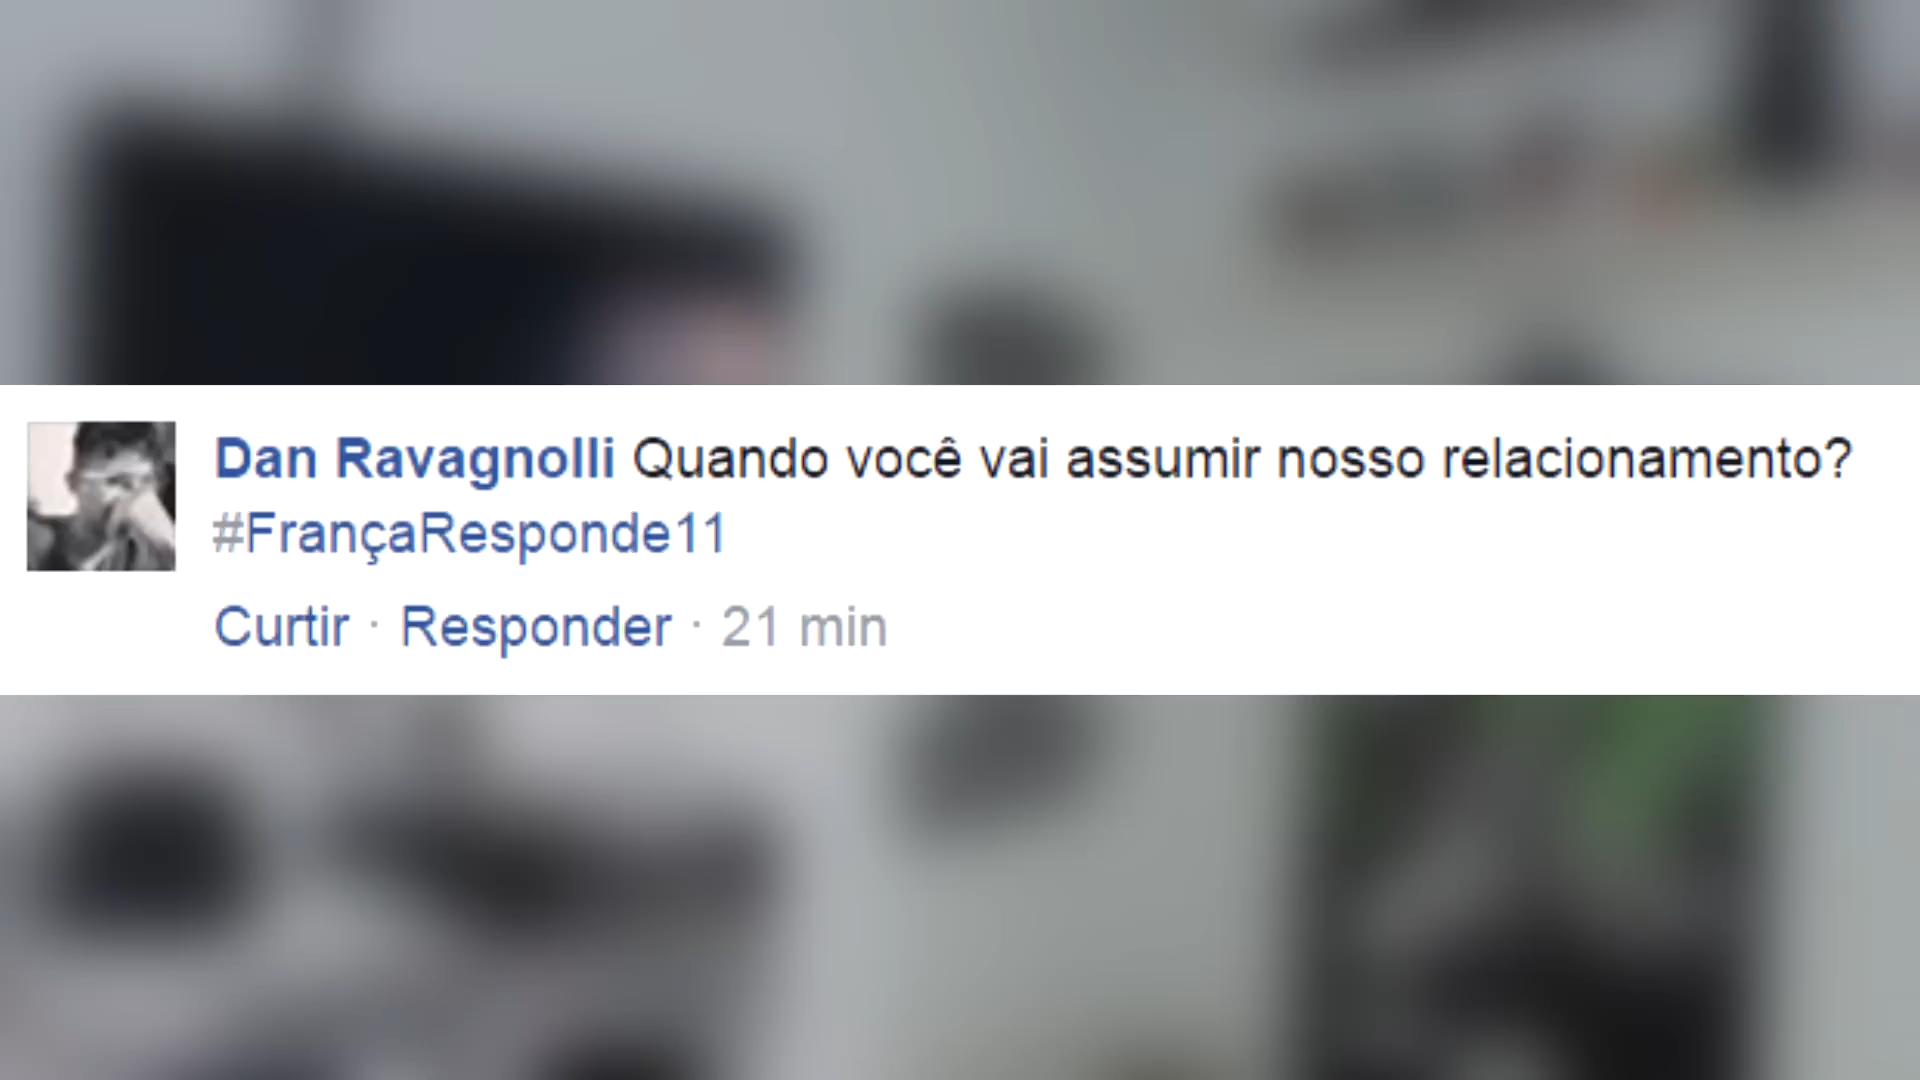 Dan Ravagnolli Quando você vai assumir nosso relacionamento?
#FrançaResponde11
Curtir · Responder · 21 min